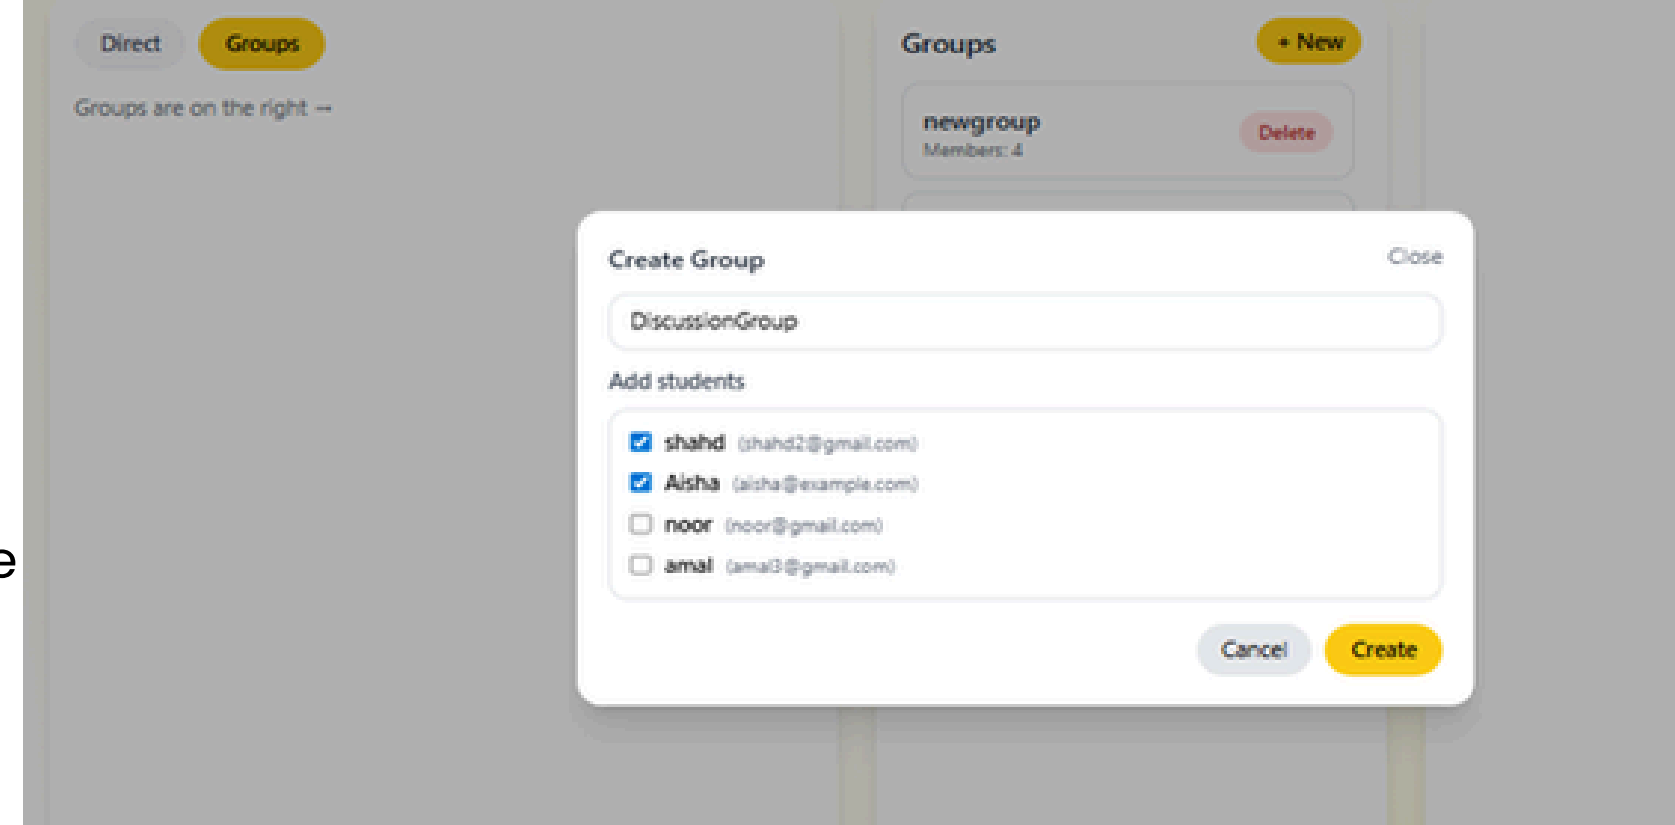 Direct Groups
Groups are on the right →
Groups + New
newgroup Delete
Members: 4
Create Group Close
DiscussionGroup
Add students
shahd (shahd2@gmail.com)
Aisha (aisha@example.com)
noor (noor@gmail.com)
amal (amal3@gmail.com)
Cancel Create
e